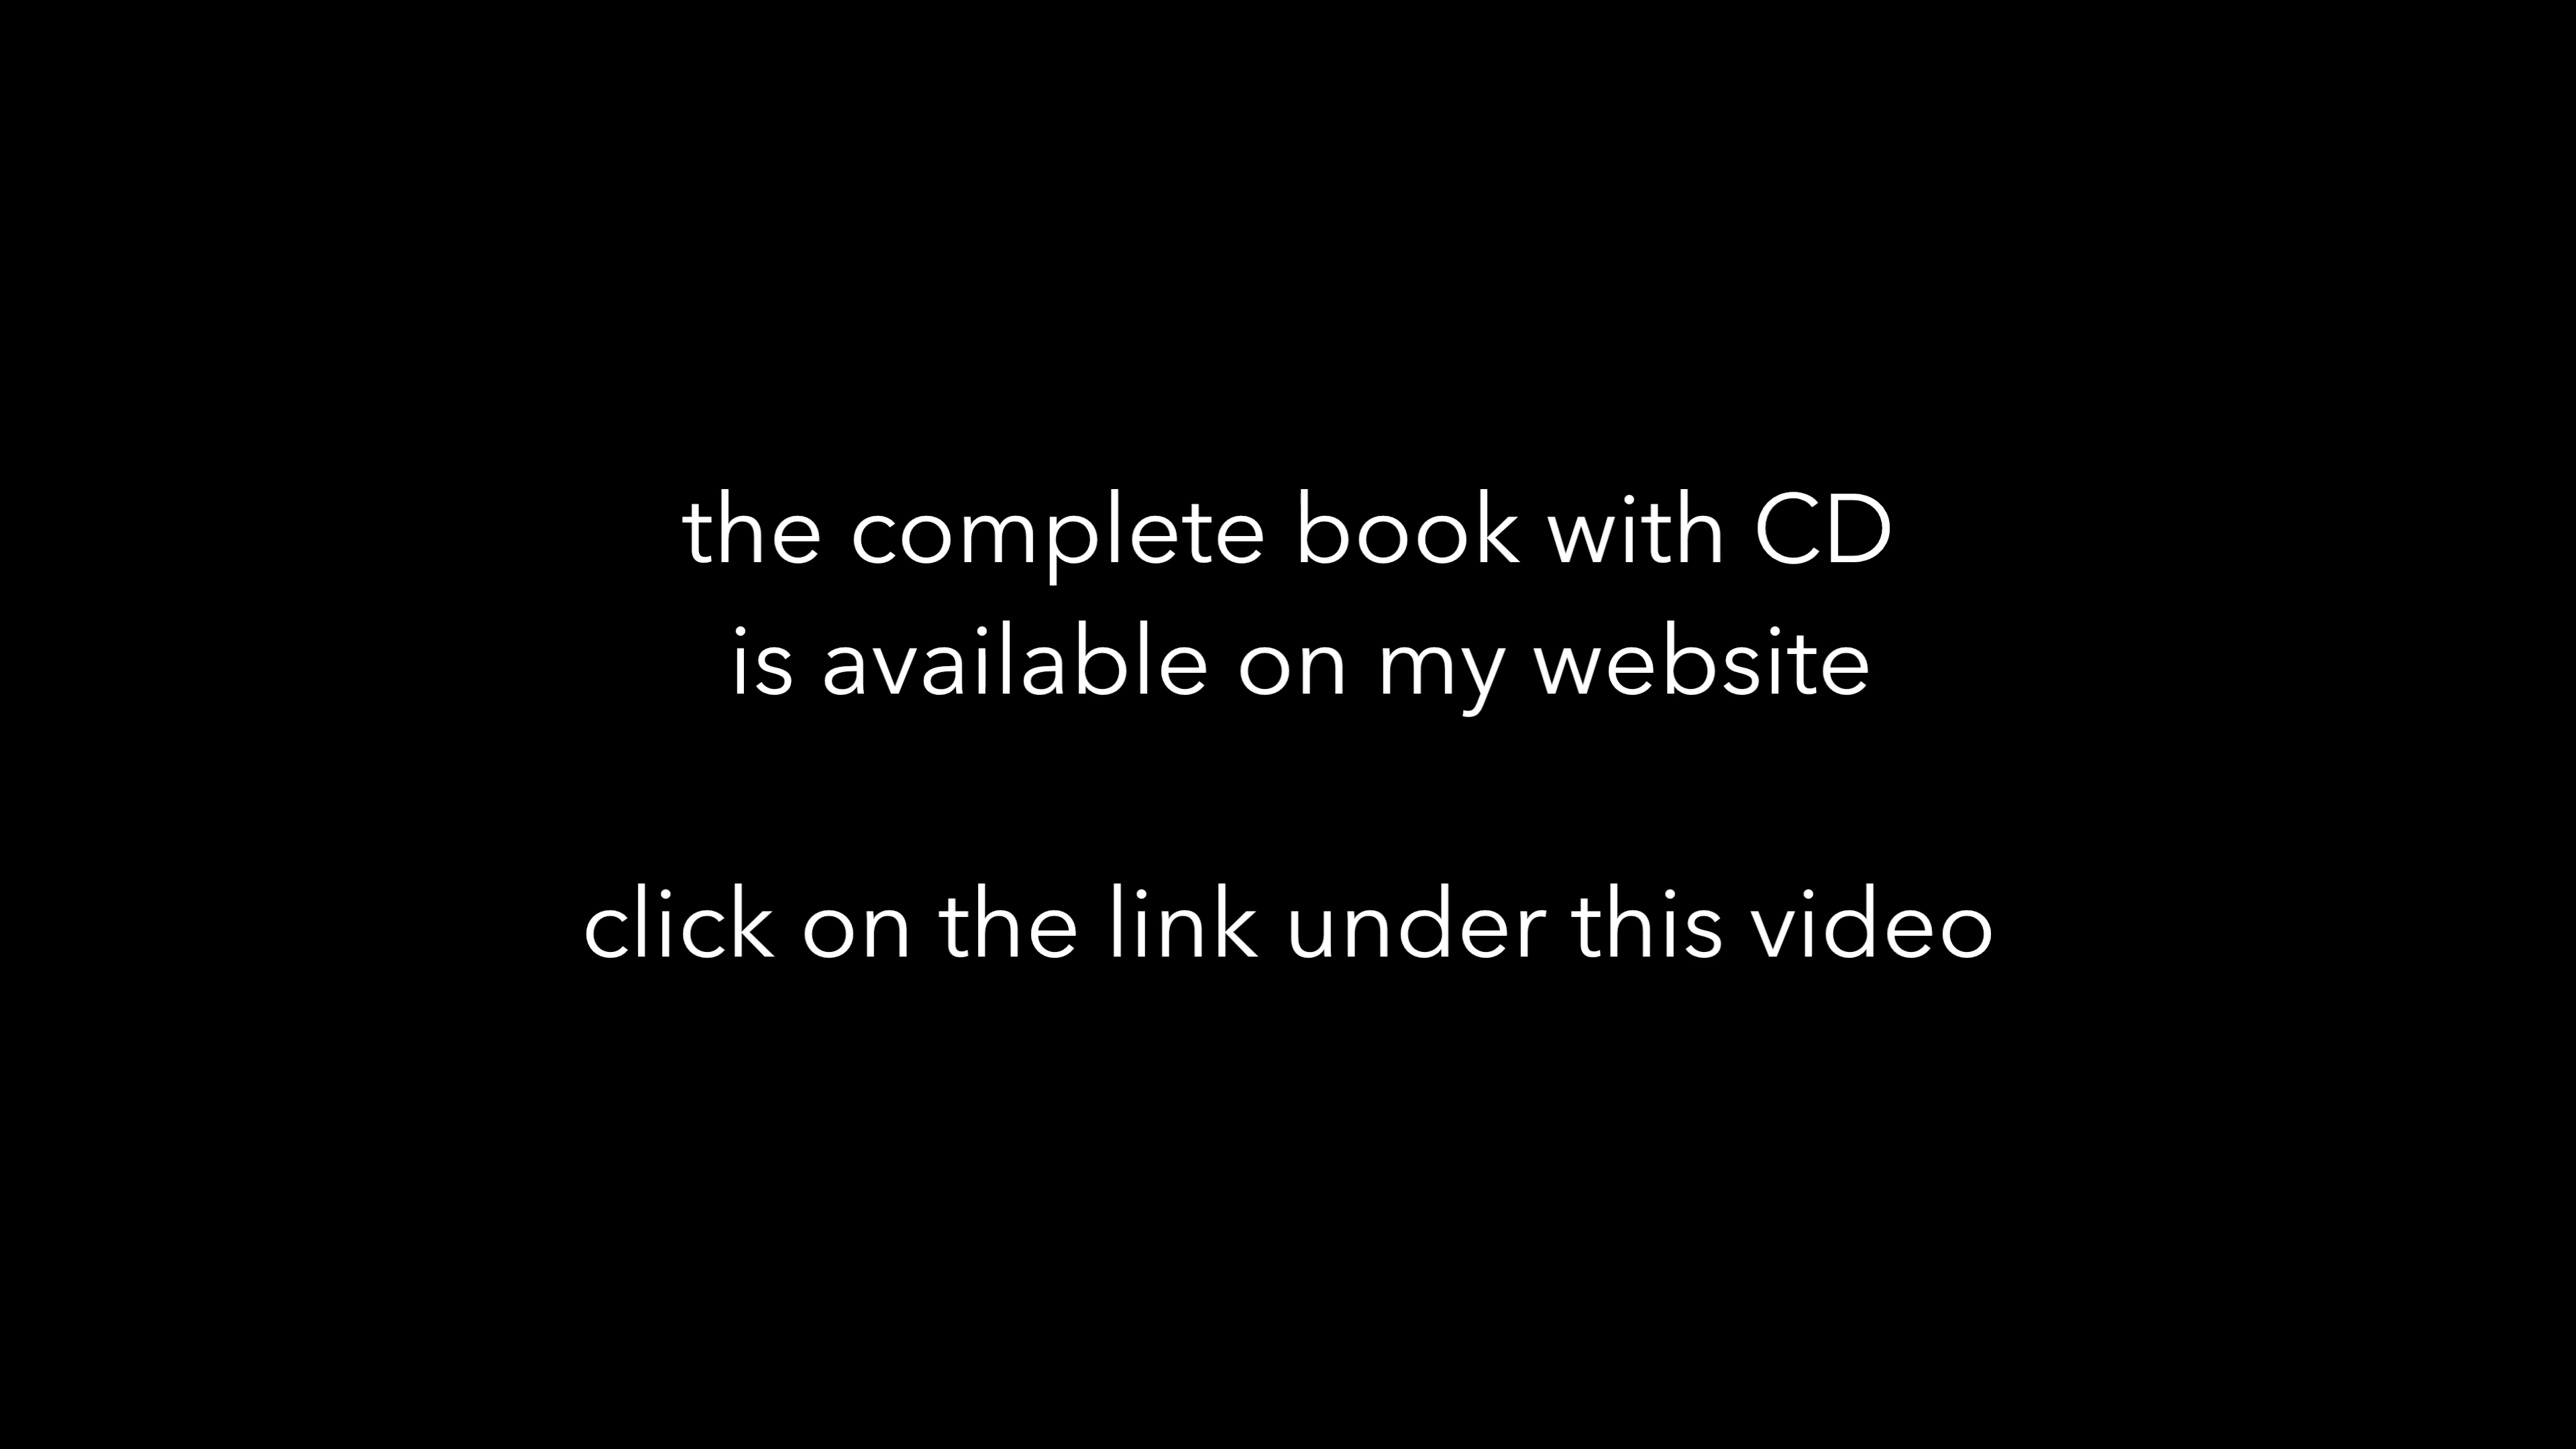 the complete book with CD
is available on my website
click on the link under this video